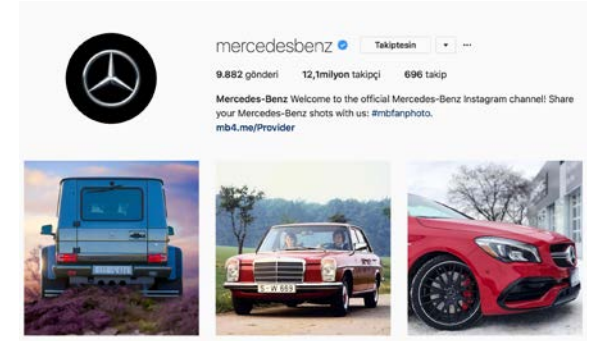 mercedesbenz Takiptesin
9.882 gönderi 12,1milyon takipçi 696 takip
Mercedes-Benz Welcome to the official Mercedes-Benz Instagram channel! Share
your Mercedes-Benz shots with us: #mbfanphoto.
mb4.me/Provider
S-W 669